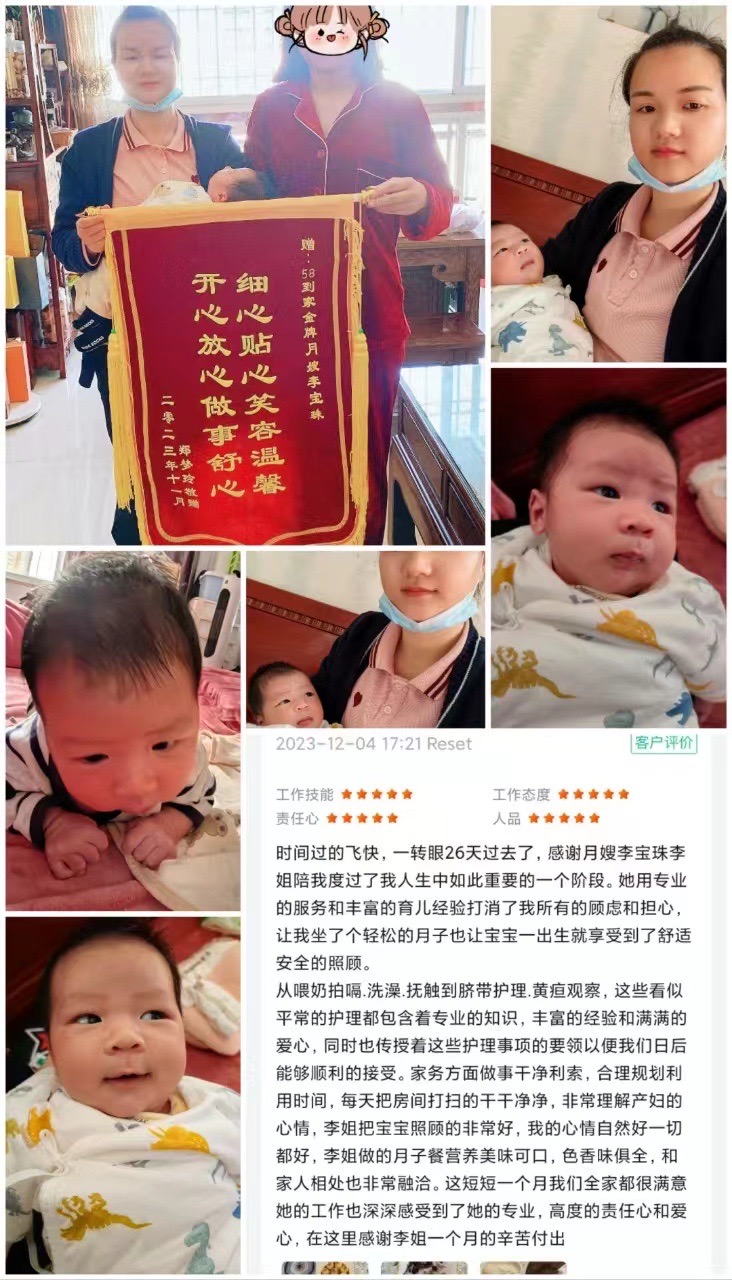 赠：58到家金牌月嫂李宝珠
细心贴心笑容温馨
开心放心做事舒心
郑梦玲敬赠
二零二三年十一月
2023-12-04 17:21 Reset
客户评价
工作技能
工作态度
责任心
人品
时间过的飞快，一转眼26天过去了，感谢月嫂李宝珠李
姐陪我度过了我人生中如此重要的一个阶段。她用专业
的服务和丰富的育儿经验打消了我所有的顾虑和担心，
让我坐了个轻松的月子也让宝宝一出生就享受到了舒适
安全的照顾。
从喂奶拍嗝.洗澡.抚触到脐带护理.黄疸观察，这些看似
平常的护理都包含着专业的知识，丰富的经验和满满的
爱心，同时也传授着这些护理事项的要领以便我们日后
能够顺利的接受。家务方面做事干净利索，合理规划利
用时间，每天把房间打扫的干干净净，非常理解产妇的
心情，李姐把宝宝照顾的非常好，我的心情自然好一切
都好，李姐做的月子餐营养美味可口，色香味俱全，和
家人相处也非常融洽。这短短一个月我们全家都很满意
她的工作也深深感受到了她的专业，高度的责任心和爱
心，在这里感谢李姐一个月的辛苦付出